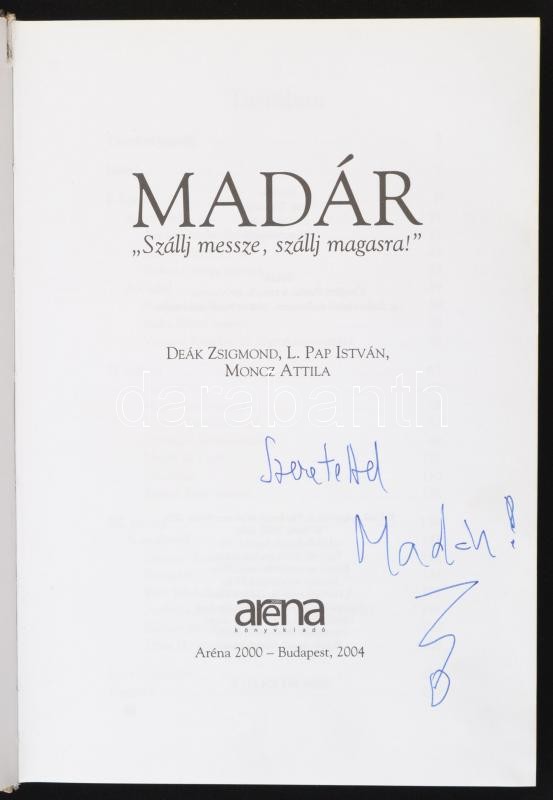 MADÁR
„Szállj messze, szállj magasra!”
DEÁK ZSIGMOND, L. PAP ISTVÁN,
MONCZ ATTILA
darabanth
Szeretettel
Madár!
2000
aréna
könyvkiadó
Aréna 2000 – Budapest, 2004